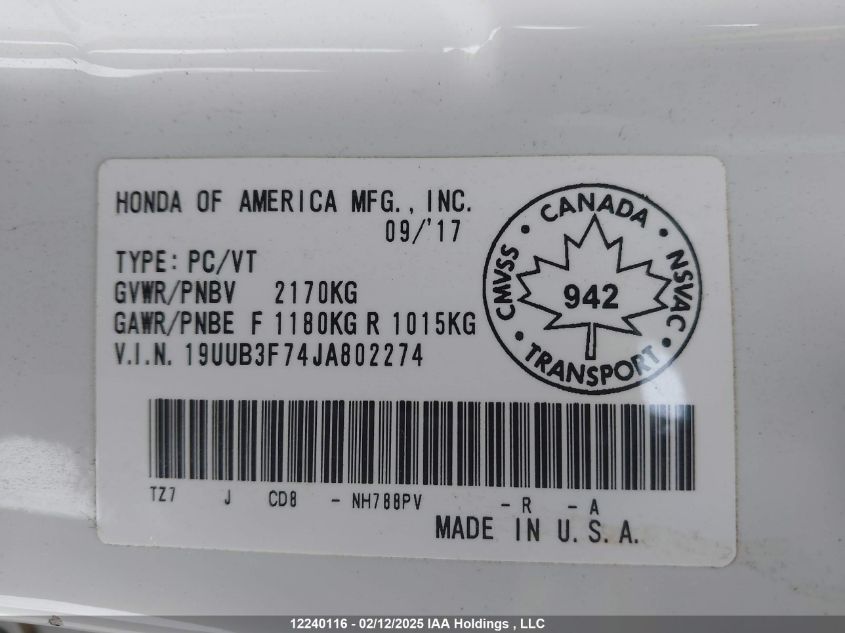 HONDA OF AMERICA MFG., INC.
09/'17
TYPE: PC/VT
GVWR/PNBV 2170KG
GAWR/PNBE F 1180KG R 1015KG
V.I.N. 19UUB3F74JA802274
• CANADA •
CMVSS
NSVAC
942
• TRANSPORT •
TZ7 J CD8 - NH788PV - R - A
MADE IN U.S.A.
12240116 - 02/12/2025 IAA Holdings , LLC